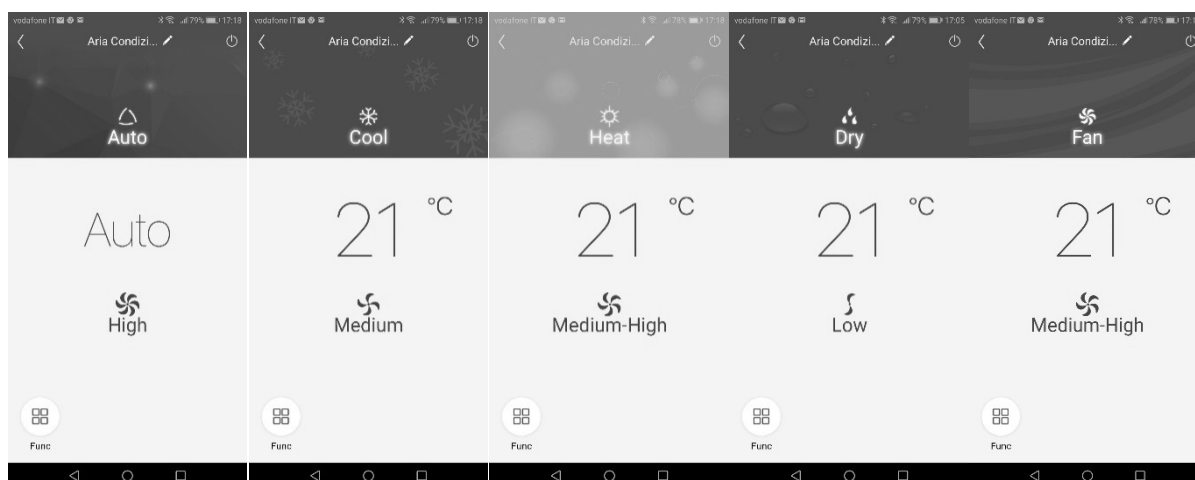 vodafone IT 79% 17:18
Aria Condizi...
Auto
Auto
High
Func
vodafone IT 79% 17:18
Aria Condizi...
Cool
21 °C
Medium
Func
vodafone IT 78% 17:18
Aria Condizi...
Heat
21 °C
Medium-High
Func
vodafone IT 79% 17:05
Aria Condizi...
Dry
21 °C
Low
Func
vodafone IT 78%
Aria Condizi...
Fan
21 °C
Medium-High
Func